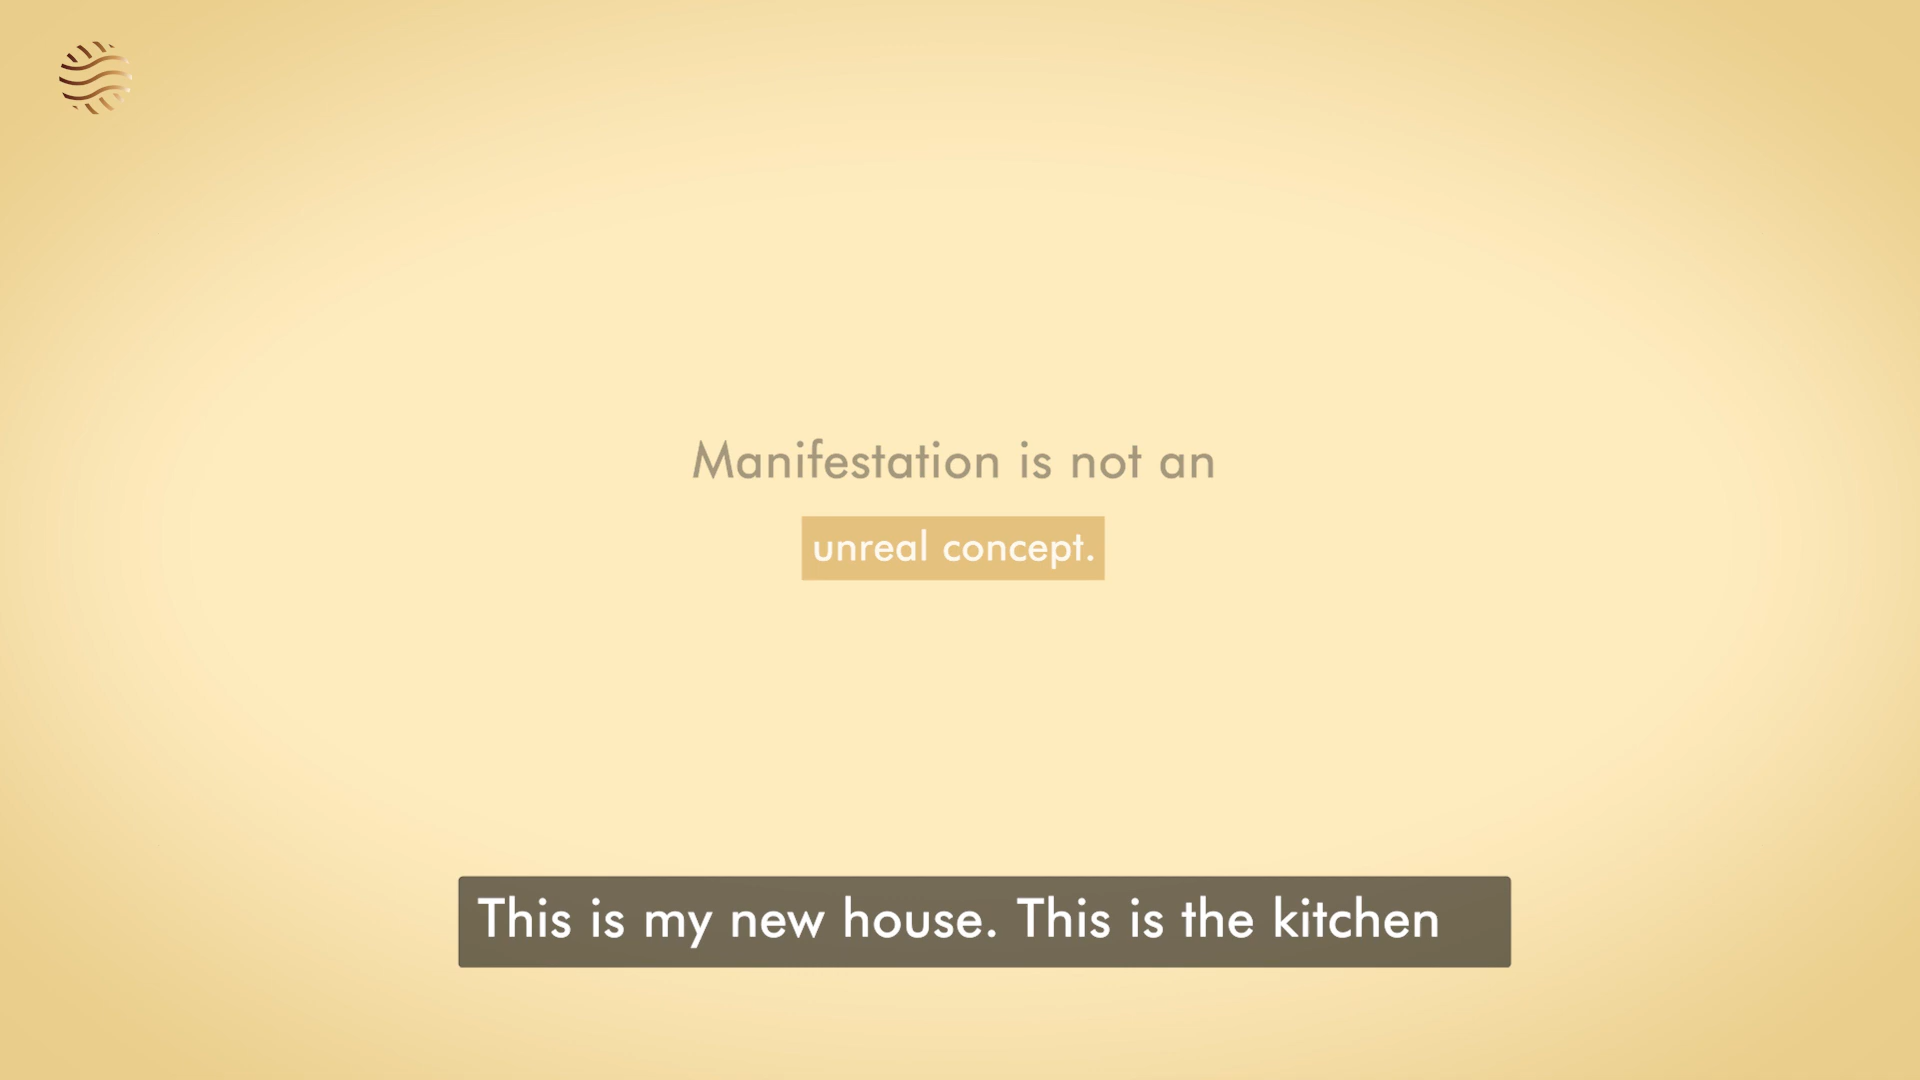 Manifestation is not an
unreal concept.
This is my new house. This is the kitchen